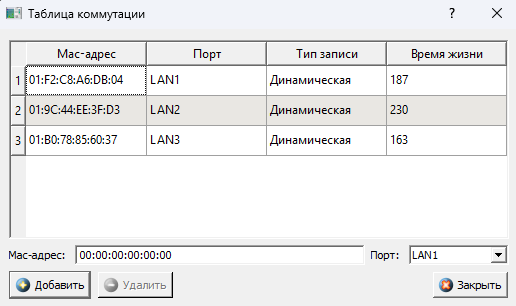 Таблица коммутации ?
Mac-адрес Порт Тип записи Время жизни
1 01:F2:C8:A6:DB:04 LAN1 Динамическая 187
2 01:9C:44:EE:3F:D3 LAN2 Динамическая 230
3 01:B0:78:85:60:37 LAN3 Динамическая 163
Mac-адрес: 00:00:00:00:00:00 Порт: LAN1
Добавить Удалить Закрыть